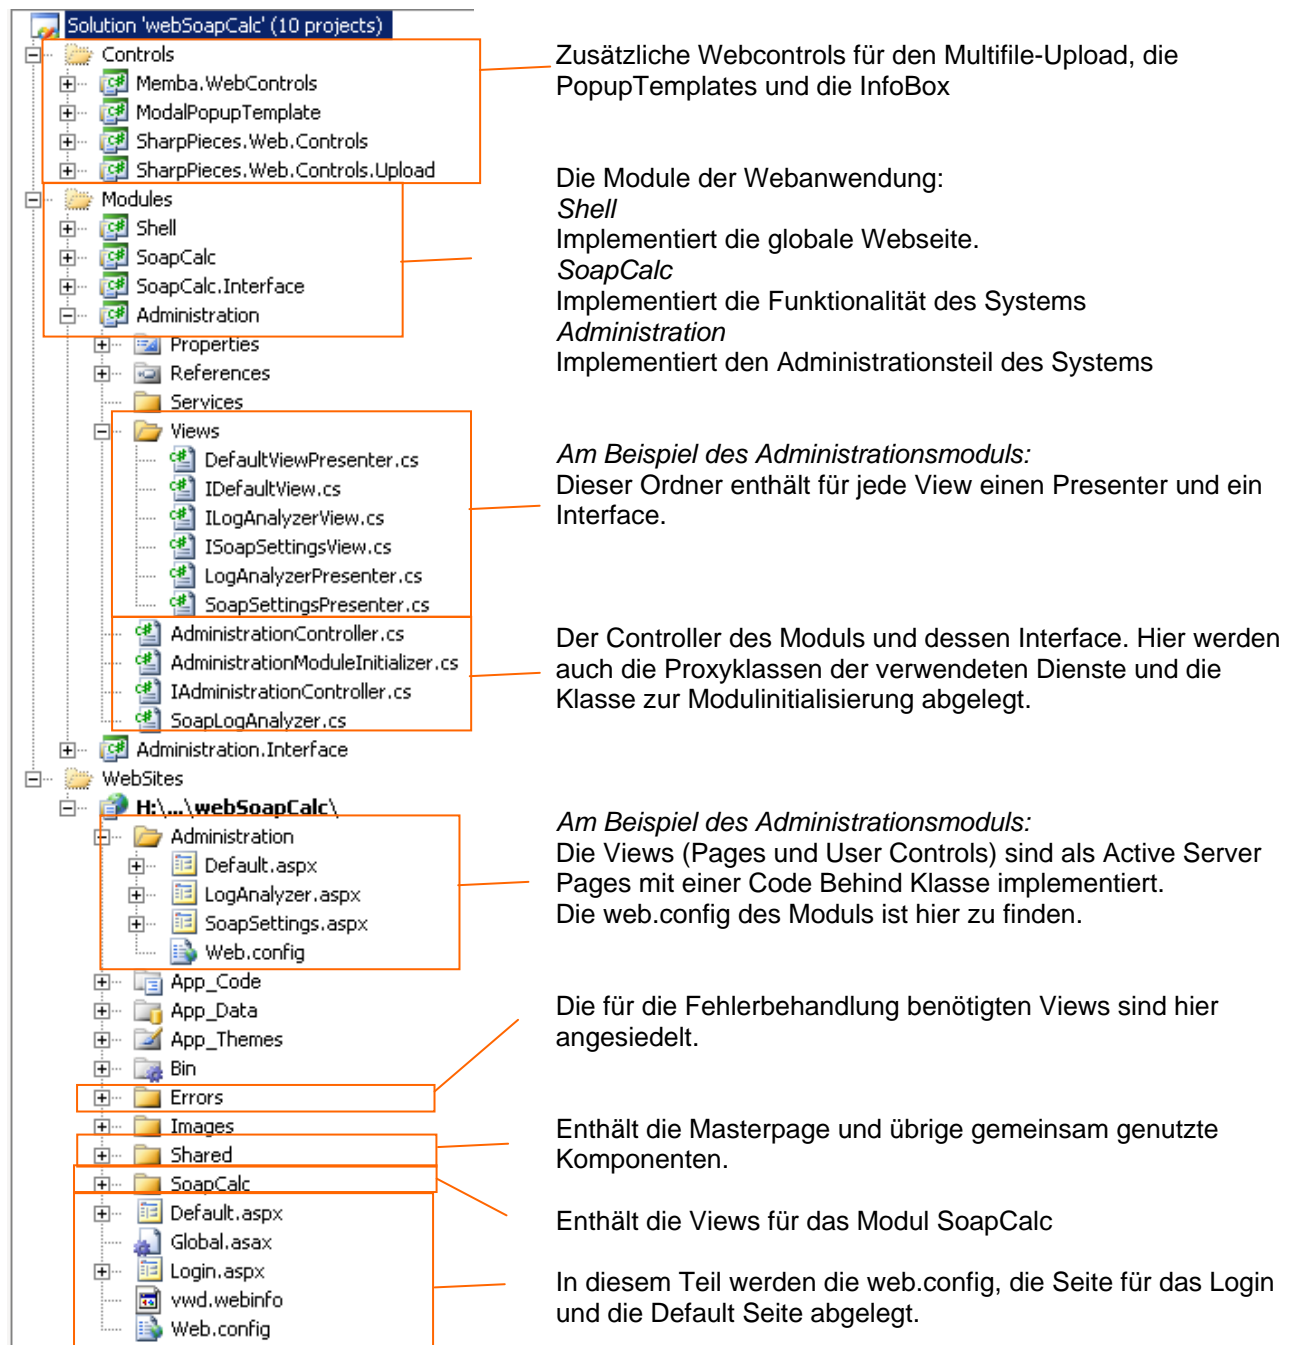 Solution 'webSoapCalc' (10 projects)
Controls
Memba.WebControls
ModalPopupTemplate
SharpPieces.Web.Controls
SharpPieces.Web.Controls.Upload
Zusätzliche Webcontrols für den Multifile-Upload, die
PopupTemplates und die InfoBox
Modules
Shell
SoapCalc
SoapCalc.Interface
Administration
Die Module der Webanwendung:
Shell
Implementiert die globale Webseite.
SoapCalc
Implementiert die Funktionalität des Systems
Administration
Implementiert den Administrationsteil des Systems
Properties
References
Services
Views
DefaultViewPresenter.cs
IDefaultView.cs
ILogAnalyzerView.cs
ISoapSettingsView.cs
LogAnalyzerPresenter.cs
SoapSettingsPresenter.cs
Am Beispiel des Administrationsmoduls:
Dieser Ordner enthält für jede View einen Presenter und ein
Interface.
AdministrationController.cs
AdministrationModuleInitializer.cs
IAdministrationController.cs
SoapLogAnalyzer.cs
Der Controller des Moduls und dessen Interface. Hier werden
auch die Proxyklassen der verwendeten Dienste und die
Klasse zur Modulinitialisierung abgelegt.
Administration.Interface
WebSites
H:\...\webSoapCalc\
Administration
Default.aspx
LogAnalyzer.aspx
SoapSettings.aspx
Web.config
Am Beispiel des Administrationsmoduls:
Die Views (Pages und User Controls) sind als Active Server
Pages mit einer Code Behind Klasse implementiert.
Die web.config des Moduls ist hier zu finden.
App_Code
App_Data
App_Themes
Bin
Errors
Die für die Fehlerbehandlung benötigten Views sind hier
angesiedelt.
Images
Shared
Enthält die Masterpage und übrige gemeinsam genutzte
Komponenten.
SoapCalc
Enthält die Views für das Modul SoapCalc
Default.aspx
Global.asax
Login.aspx
vwd.webinfo
Web.config
In diesem Teil werden die web.config, die Seite für das Login
und die Default Seite abgelegt.